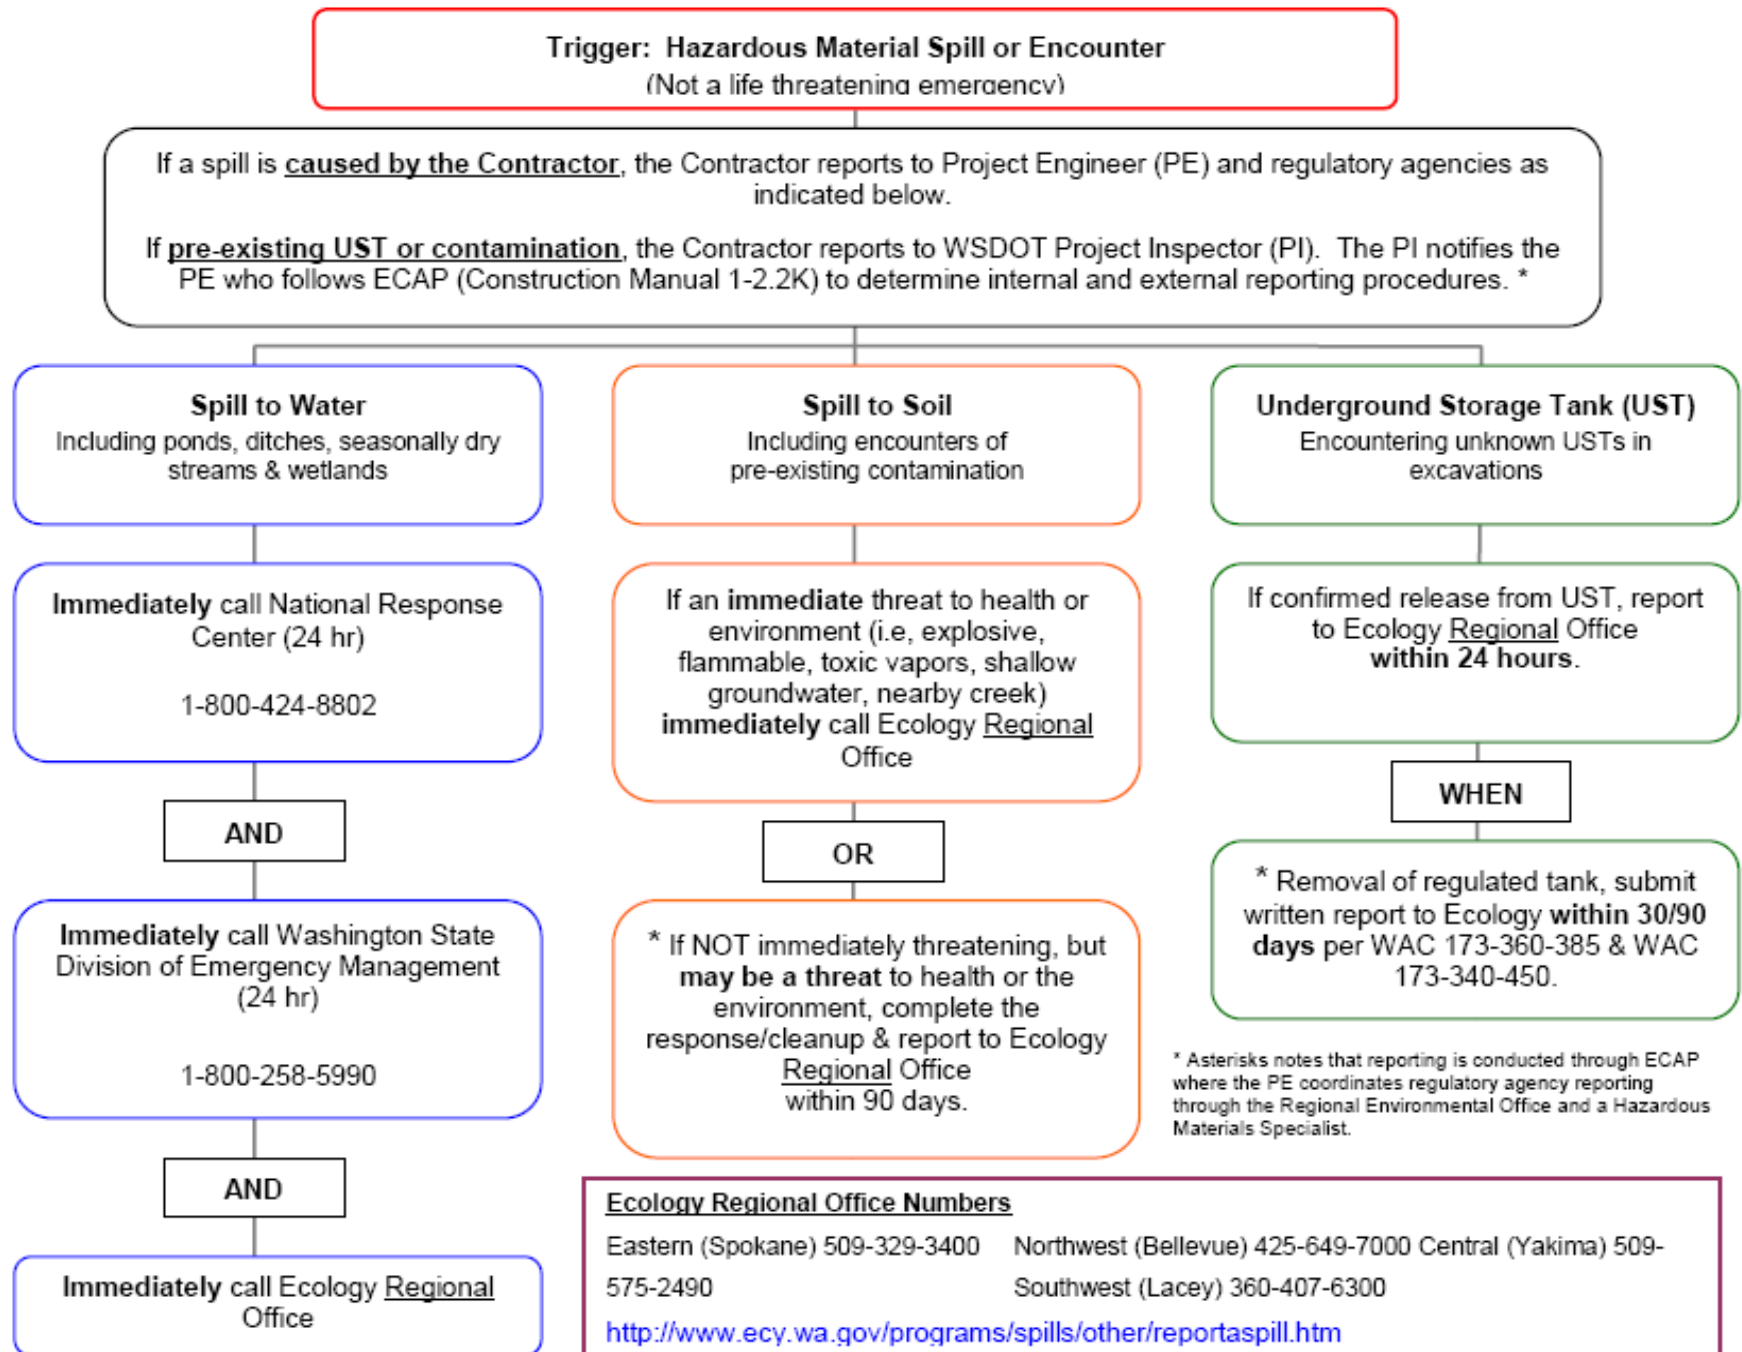 Trigger: Hazardous Material Spill or Encounter
(Not a life threatening emergency)
If a spill is caused by the Contractor, the Contractor reports to Project Engineer (PE) and regulatory agencies as
indicated below.
If pre-existing UST or contamination, the Contractor reports to WSDOT Project Inspector (PI). The PI notifies the
PE who follows ECAP (Construction Manual 1-2.2K) to determine internal and external reporting procedures. *
Spill to Water
Including ponds, ditches, seasonally dry
streams & wetlands
Immediately call National Response
Center (24 hr)
1-800-424-8802
AND
Immediately call Washington State
Division of Emergency Management
(24 hr)
1-800-258-5990
AND
Immediately call Ecology Regional
Office
Spill to Soil
Including encounters of
pre-existing contamination
If an immediate threat to health or
environment (i.e, explosive,
flammable, toxic vapors, shallow
groundwater, nearby creek)
immediately call Ecology Regional
Office
OR
* If NOT immediately threatening, but
may be a threat to health or the
environment, complete the
response/cleanup & report to Ecology
Regional Office
within 90 days.
Underground Storage Tank (UST)
Encountering unknown USTs in
excavations
If confirmed release from UST, report
to Ecology Regional Office
within 24 hours.
WHEN
* Removal of regulated tank, submit
written report to Ecology within 30/90
days per WAC 173-360-385 & WAC
173-340-450.
* Asterisks notes that reporting is conducted through ECAP
where the PE coordinates regulatory agency reporting
through the Regional Environmental Office and a Hazardous
Materials Specialist.
Ecology Regional Office Numbers
Eastern (Spokane) 509-329-3400 Northwest (Bellevue) 425-649-7000 Central (Yakima) 509-
575-2490 Southwest (Lacey) 360-407-6300
http://www.ecy.wa.gov/programs/spills/other/reportaspill.htm